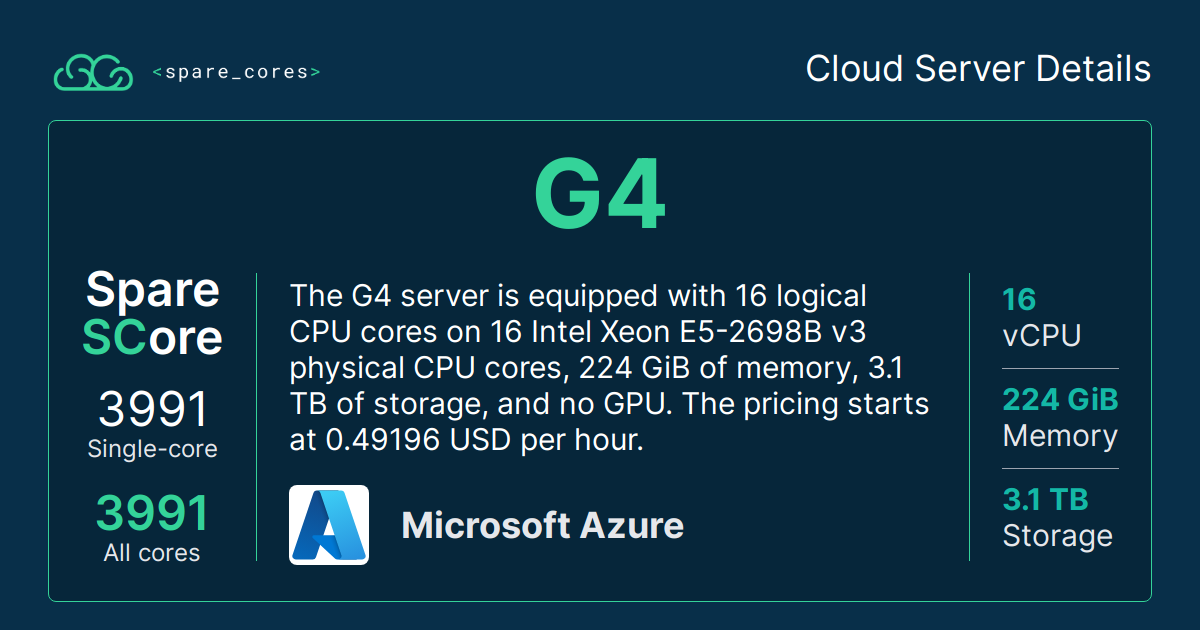 <spare_cores>
Cloud Server Details
G4
Spare
SCore
3991
Single-core
3991
All cores
The G4 server is equipped with 16 logical
CPU cores on 16 Intel Xeon E5-2698B v3
physical CPU cores, 224 GiB of memory, 3.1
TB of storage, and no GPU. The pricing starts
at 0.49196 USD per hour.
Microsoft Azure
16
vCPU
224 GiB
Memory
3.1 TB
Storage